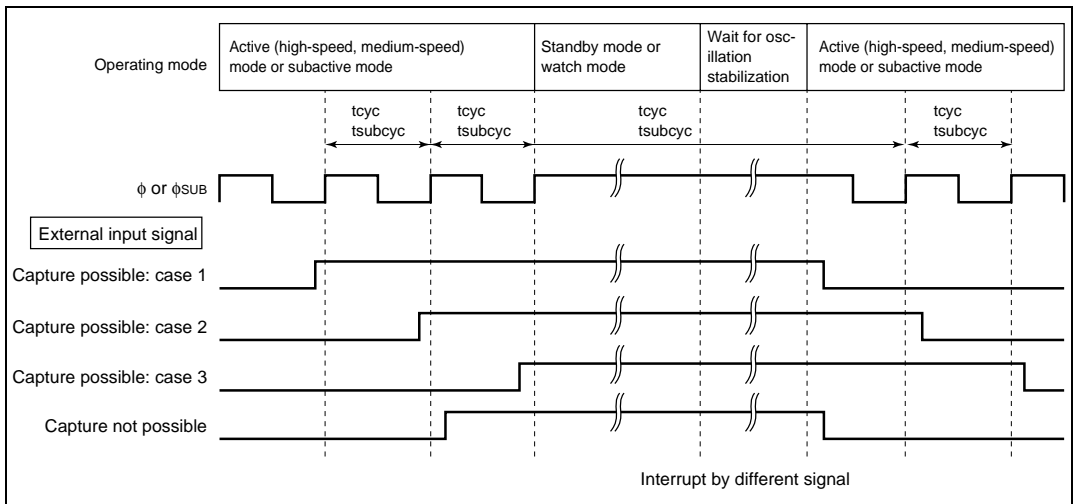 Operating mode
Active (high-speed, medium-speed)
mode or subactive mode
Standby mode or
watch mode
Wait for osc-
illation
stabilization
Active (high-speed, medium-speed)
mode or subactive mode
tcyc
tsubcyc
tcyc
tsubcyc
tcyc
tsubcyc
tcyc
tsubcyc
φ or φSUB
External input signal
Capture possible: case 1
Capture possible: case 2
Capture possible: case 3
Capture not possible
Interrupt by different signal